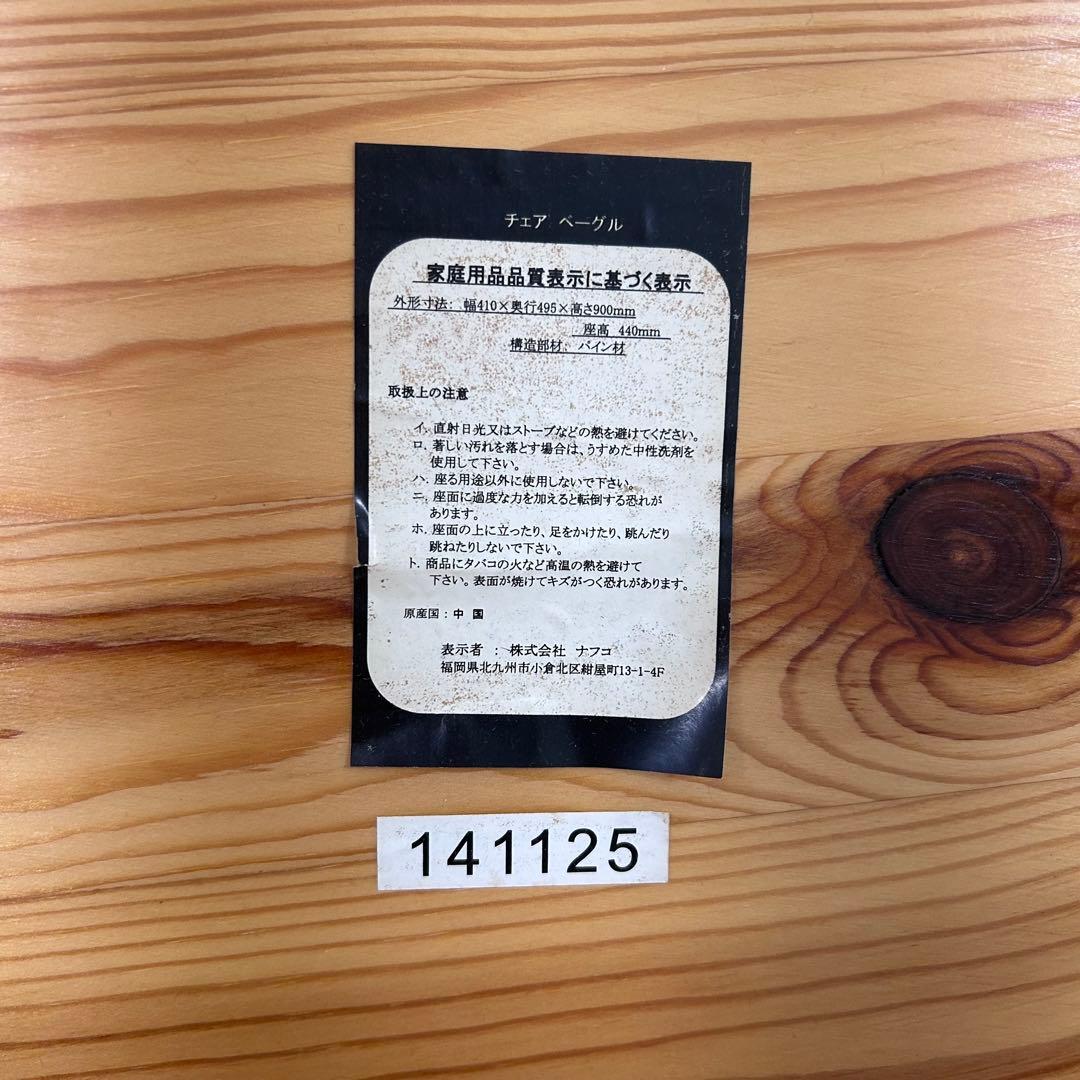 チェア ベーグル
家庭用品品質表示に基づく表示
外形寸法: 幅410×奥行495×高さ900mm
座高 440mm
構造部材: パイン材
取扱上の注意
イ. 直射日光又はストーブなどの熱を避けてください。
ロ. 著しい汚れを落とす場合は、うすめた中性洗剤を
使用して下さい。
ハ. 座る用途以外に使用しないで下さい。
ニ. 座面に過度な力を加えると転倒する恐れが
あります。
ホ. 座面の上に立ったり、足をかけたり、跳んだり
跳ねたりしないで下さい。
ト. 商品にタバコの火など高温の熱を避けて
下さい。表面が焼けてキズがつく恐れがあります。
原産国 : 中 国
表示者 : 株式会社 ナフコ
福岡県北九州市小倉北区紺屋町13-1-4F
141125